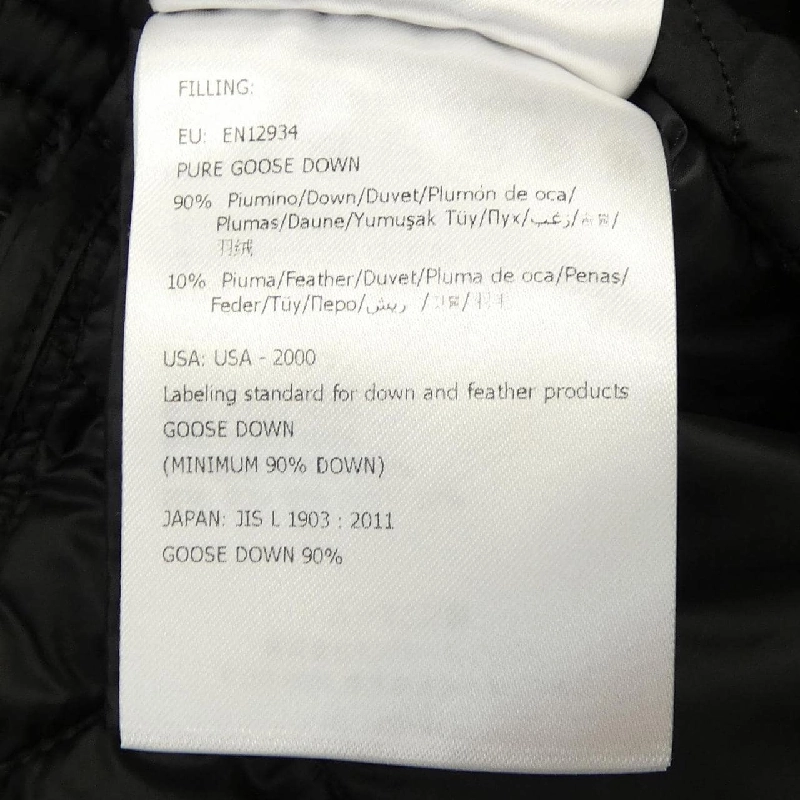 FILLING:
EU: EN12934
PURE GOOSE DOWN
90% Piumino/Down/Duvet/Plumón de oca/
Plumas/Daune/Yumuşak Tüy/Пух/زغب/
羽绒
10% Piuma/Feather/Duvet/Pluma de oca/Penas/
Feder/Tüy/Перо/ريش /
USA: USA - 2000
Labeling standard for down and feather products
GOOSE DOWN
(MINIMUM 90% DOWN)
JAPAN: JIS L 1903 : 2011
GOOSE DOWN 90%